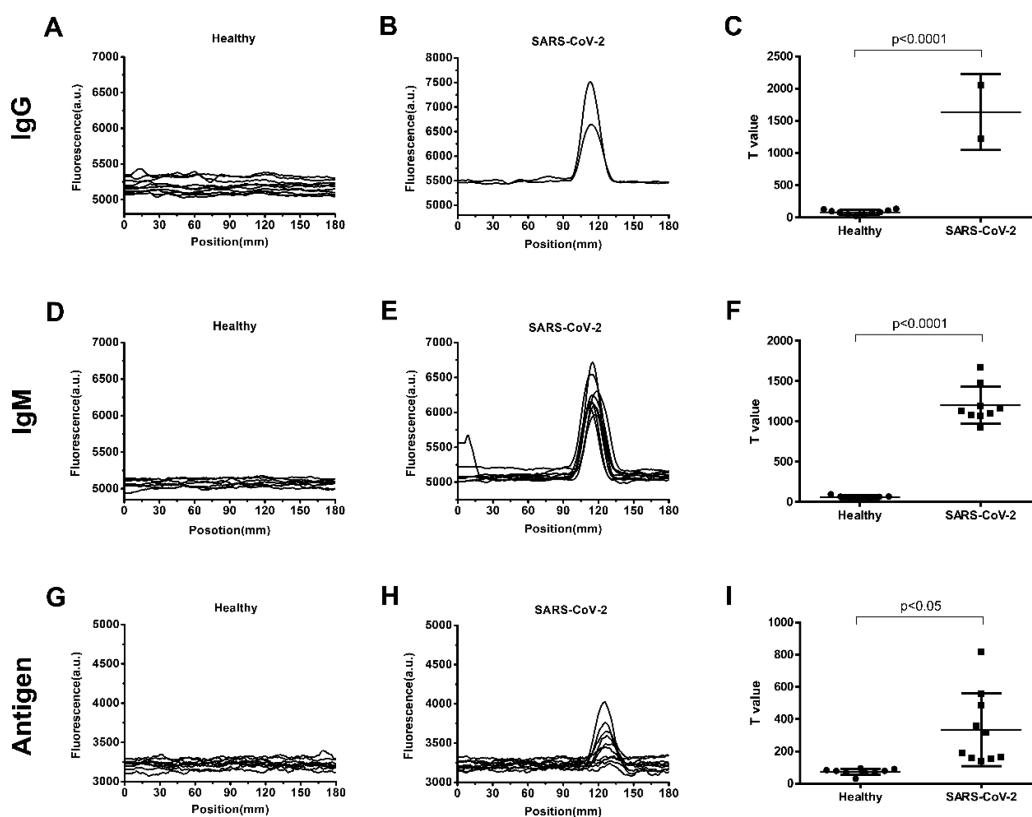 A
Healthy
IgG
Fluorescence(a.u.)
7000
6500
6000
5500
5000
0 30 60 90 120 150 180
Position(mm)
B
SARS-CoV-2
Fluorescence(a.u.)
8000
7500
7000
6500
6000
5500
5000
0 30 60 90 120 150 180
Position(mm)
C
p<0.0001
T value
2500
2000
1500
1000
500
0
Healthy SARS-CoV-2
D
Healthy
IgM
Fluorescence(a.u.)
7000
6500
6000
5500
5000
0 30 60 90 120 150 180
Posotion(mm)
E
SARS-CoV-2
Fluorescence(a.u.)
7000
6500
6000
5500
5000
0 30 60 90 120 150 180
Position(mm)
F
p<0.0001
T value
2000
1500
1000
500
0
Healthy SARS-CoV-2
G
Healthy
Antigen
Fluorescence(a.u.)
5000
4500
4000
3500
3000
0 30 60 90 120 150 180
Position(mm)
H
SARS-CoV-2
Fluorescence(a.u.)
5000
4500
4000
3500
3000
0 30 60 90 120 150 180
Position(mm)
I
p<0.05
T value
1000
800
600
400
200
0
Healthy SARS-CoV-2